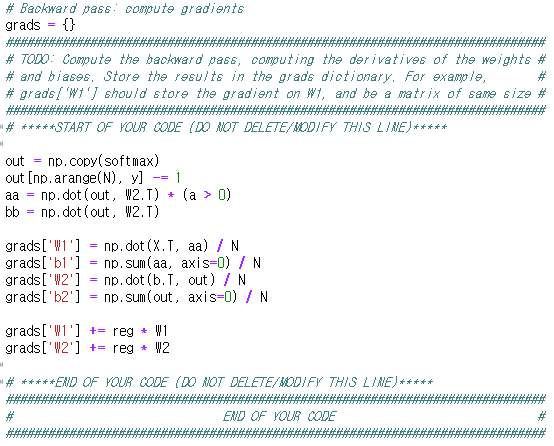 # Backward pass: compute gradients
grads = {}
#############################################################################
# TODO: Compute the backward pass, computing the derivatives of the weights #
# and biases. Store the results in the grads dictionary. For example,       #
# grads['W1'] should store the gradient on W1, and be a matrix of same size #
#############################################################################
# *****START OF YOUR CODE (DO NOT DELETE/MODIFY THIS LINE)*****
out = np.copy(softmax)
out[np.arange(N), y] -= 1
aa = np.dot(out, W2.T) * (a > 0)
bb = np.dot(out, W2.T)
grads['W1'] = np.dot(X.T, aa) / N
grads['b1'] = np.sum(aa, axis=0) / N
grads['W2'] = np.dot(b.T, out) / N
grads['b2'] = np.sum(out, axis=0) / N
grads['W1'] += reg * W1
grads['W2'] += reg * W2
# *****END OF YOUR CODE (DO NOT DELETE/MODIFY THIS LINE)*****
#############################################################################
#                              END OF YOUR CODE                             #
#############################################################################